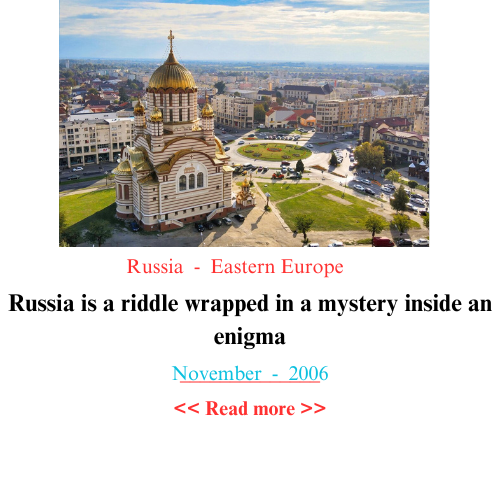 Russia - Eastern Europe
Russia is a riddle wrapped in a mystery inside an
enigma
November - 2006
<< Read more >>